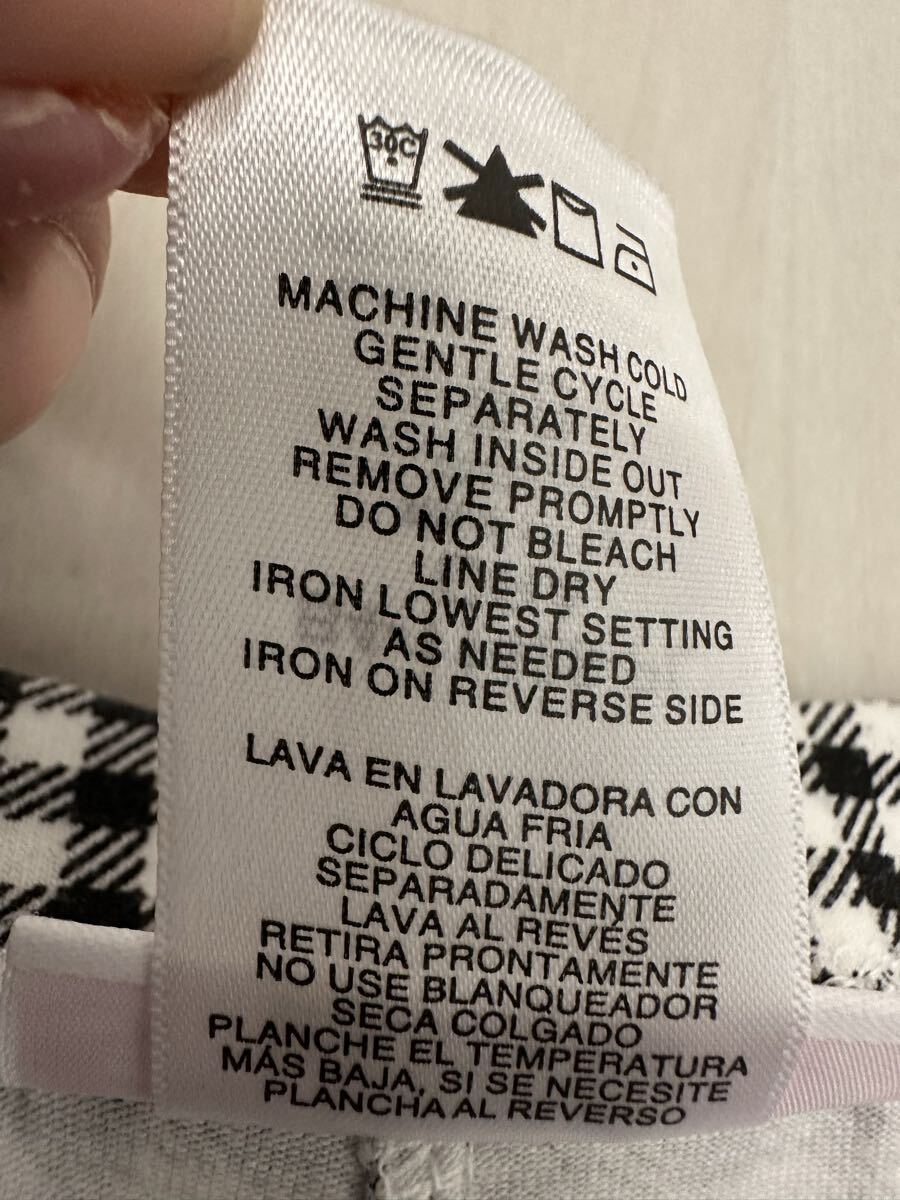 30C
MACHINE WASH COLD
GENTLE CYCLE
SEPARATELY
WASH INSIDE OUT
REMOVE PROMPTLY
DO NOT BLEACH
LINE DRY
IRON LOWEST SETTING
AS NEEDED
IRON ON REVERSE SIDE
LAVA EN LAVADORA CON
AGUA FRIA
CICLO DELICADO
SEPARADAMENTE
LAVA AL REVÉS
RETIRA PRONTAMENTE
NO USE BLANQUEADOR
SECA COLGADO
PLANCHE EL TEMPERATURA
MÁS BAJA, SI SE NECESITE
PLANCHA AL REVERSO